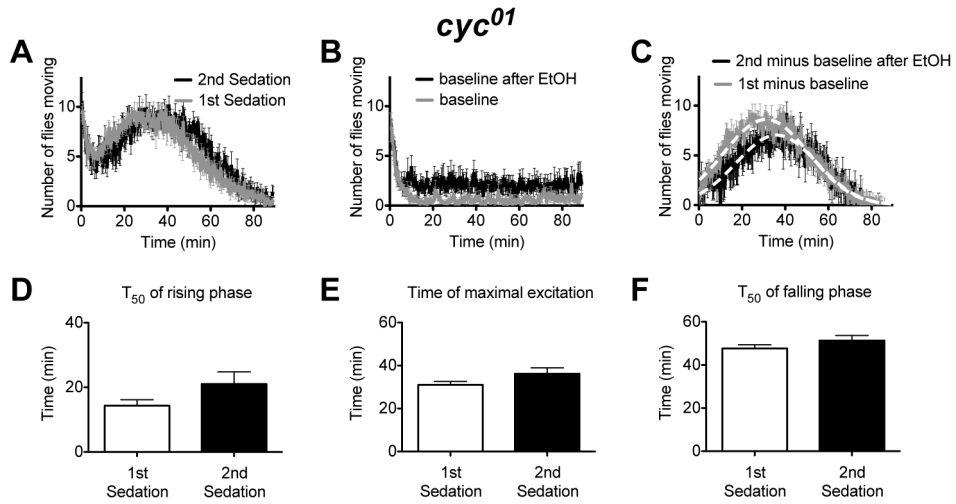 cyc01
A
Number of flies moving
10
5
0
2nd Sedation
1st Sedation
0 20 40 60 80
Time (min)
B
Number of flies moving
10
5
0
baseline after EtOH
baseline
0 20 40 60 80
Time (min)
C
Number of flies moving
10
5
0
2nd minus baseline after EtOH
1st minus baseline
0 20 40 60 80
Time (min)
D
T50 of rising phase
Time (min)
40
20
0
1st
Sedation
2nd
Sedation
E
Time of maximal excitation
Time (min)
60
40
20
0
1st
Sedation
2nd
Sedation
F
T50 of falling phase
Time (min)
60
40
20
0
1st
Sedation
2nd
Sedation